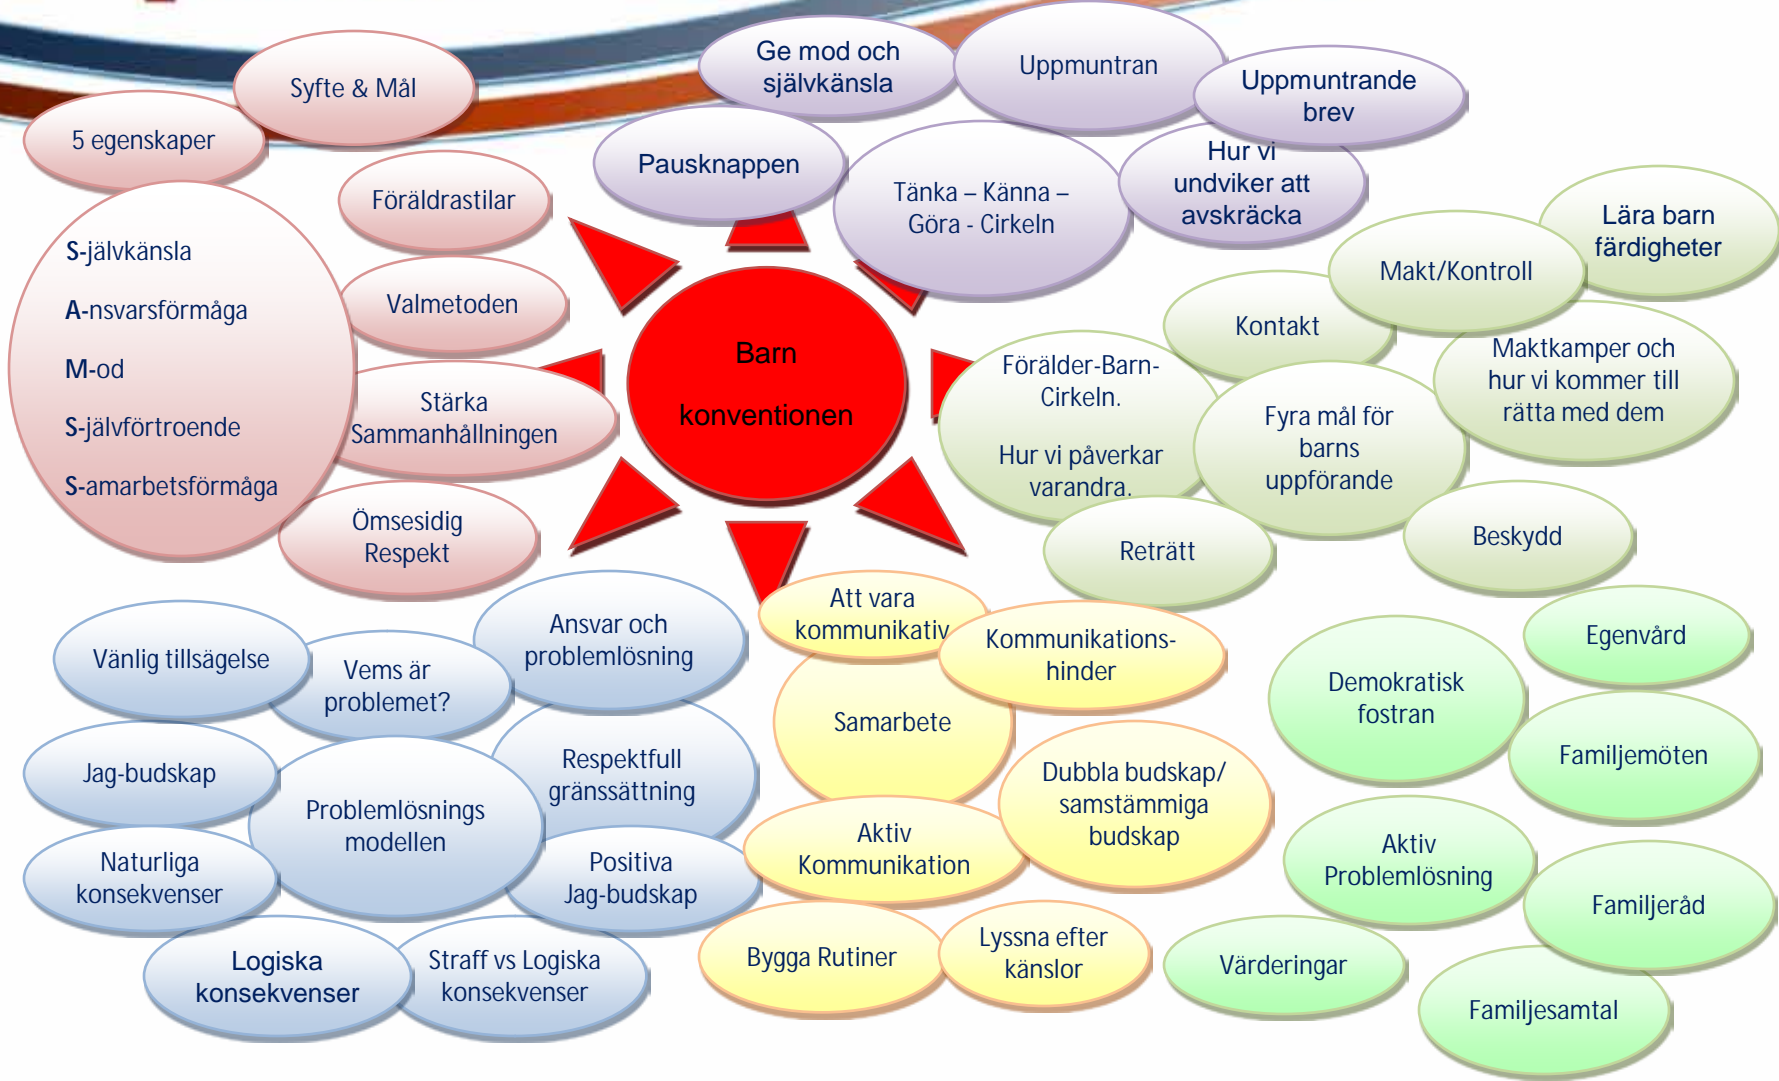 Syfte & Mål
5 egenskaper
Föräldrastilar
S-jälvkänsla
A-nsvarsförmåga
M-od
S-jälvförtroende
S-amarbetsförmåga
Valmetoden
Stärka
Sammanhållningen
Ömsesidig
Respekt
Ge mod och
självkänsla
Uppmuntran
Uppmuntrande
brev
Pausknappen
Tänka – Känna –
Göra - Cirkeln
Hur vi
undviker att
avskräcka
Barn
konventionen
Lära barn
färdigheter
Makt/Kontroll
Kontakt
Maktkamper och
hur vi kommer till
rätta med dem
Förälder-Barn-
Cirkeln.
Hur vi påverkar
varandra.
Fyra mål för
barns
uppförande
Reträtt
Beskydd
Ansvar och
problemlösning
Vänlig tillsägelse
Vems är
problemet?
Jag-budskap
Respektfull
gränssättning
Problemlösnings
modellen
Naturliga
konsekvenser
Positiva
Jag-budskap
Logiska
konsekvenser
Straff vs Logiska
konsekvenser
Att vara
kommunikativ
Kommunikations-
hinder
Samarbete
Dubbla budskap/
samstämmiga
budskap
Aktiv
Kommunikation
Bygga Rutiner
Lyssna efter
känslor
Egenvård
Demokratisk
fostran
Familjemöten
Aktiv
Problemlösning
Familjeråd
Värderingar
Familjesamtal